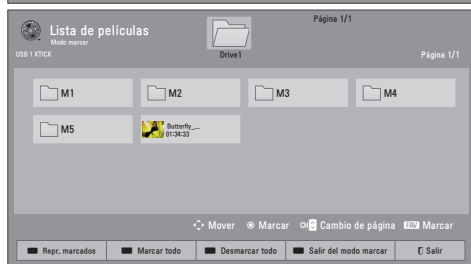 Lista de películas
Modo marcar
USB 1 XTICK
Drive1
Página 1/1
Página 1/1
M1
M2
M3
M4
M5
Butterfly_...
01:34:33
Mover
Marcar
CH Cambio de página
FAV Marcar
Repr. marcados
Marcar todo
Desmarcar todo
Salir del modo marcar
Salir